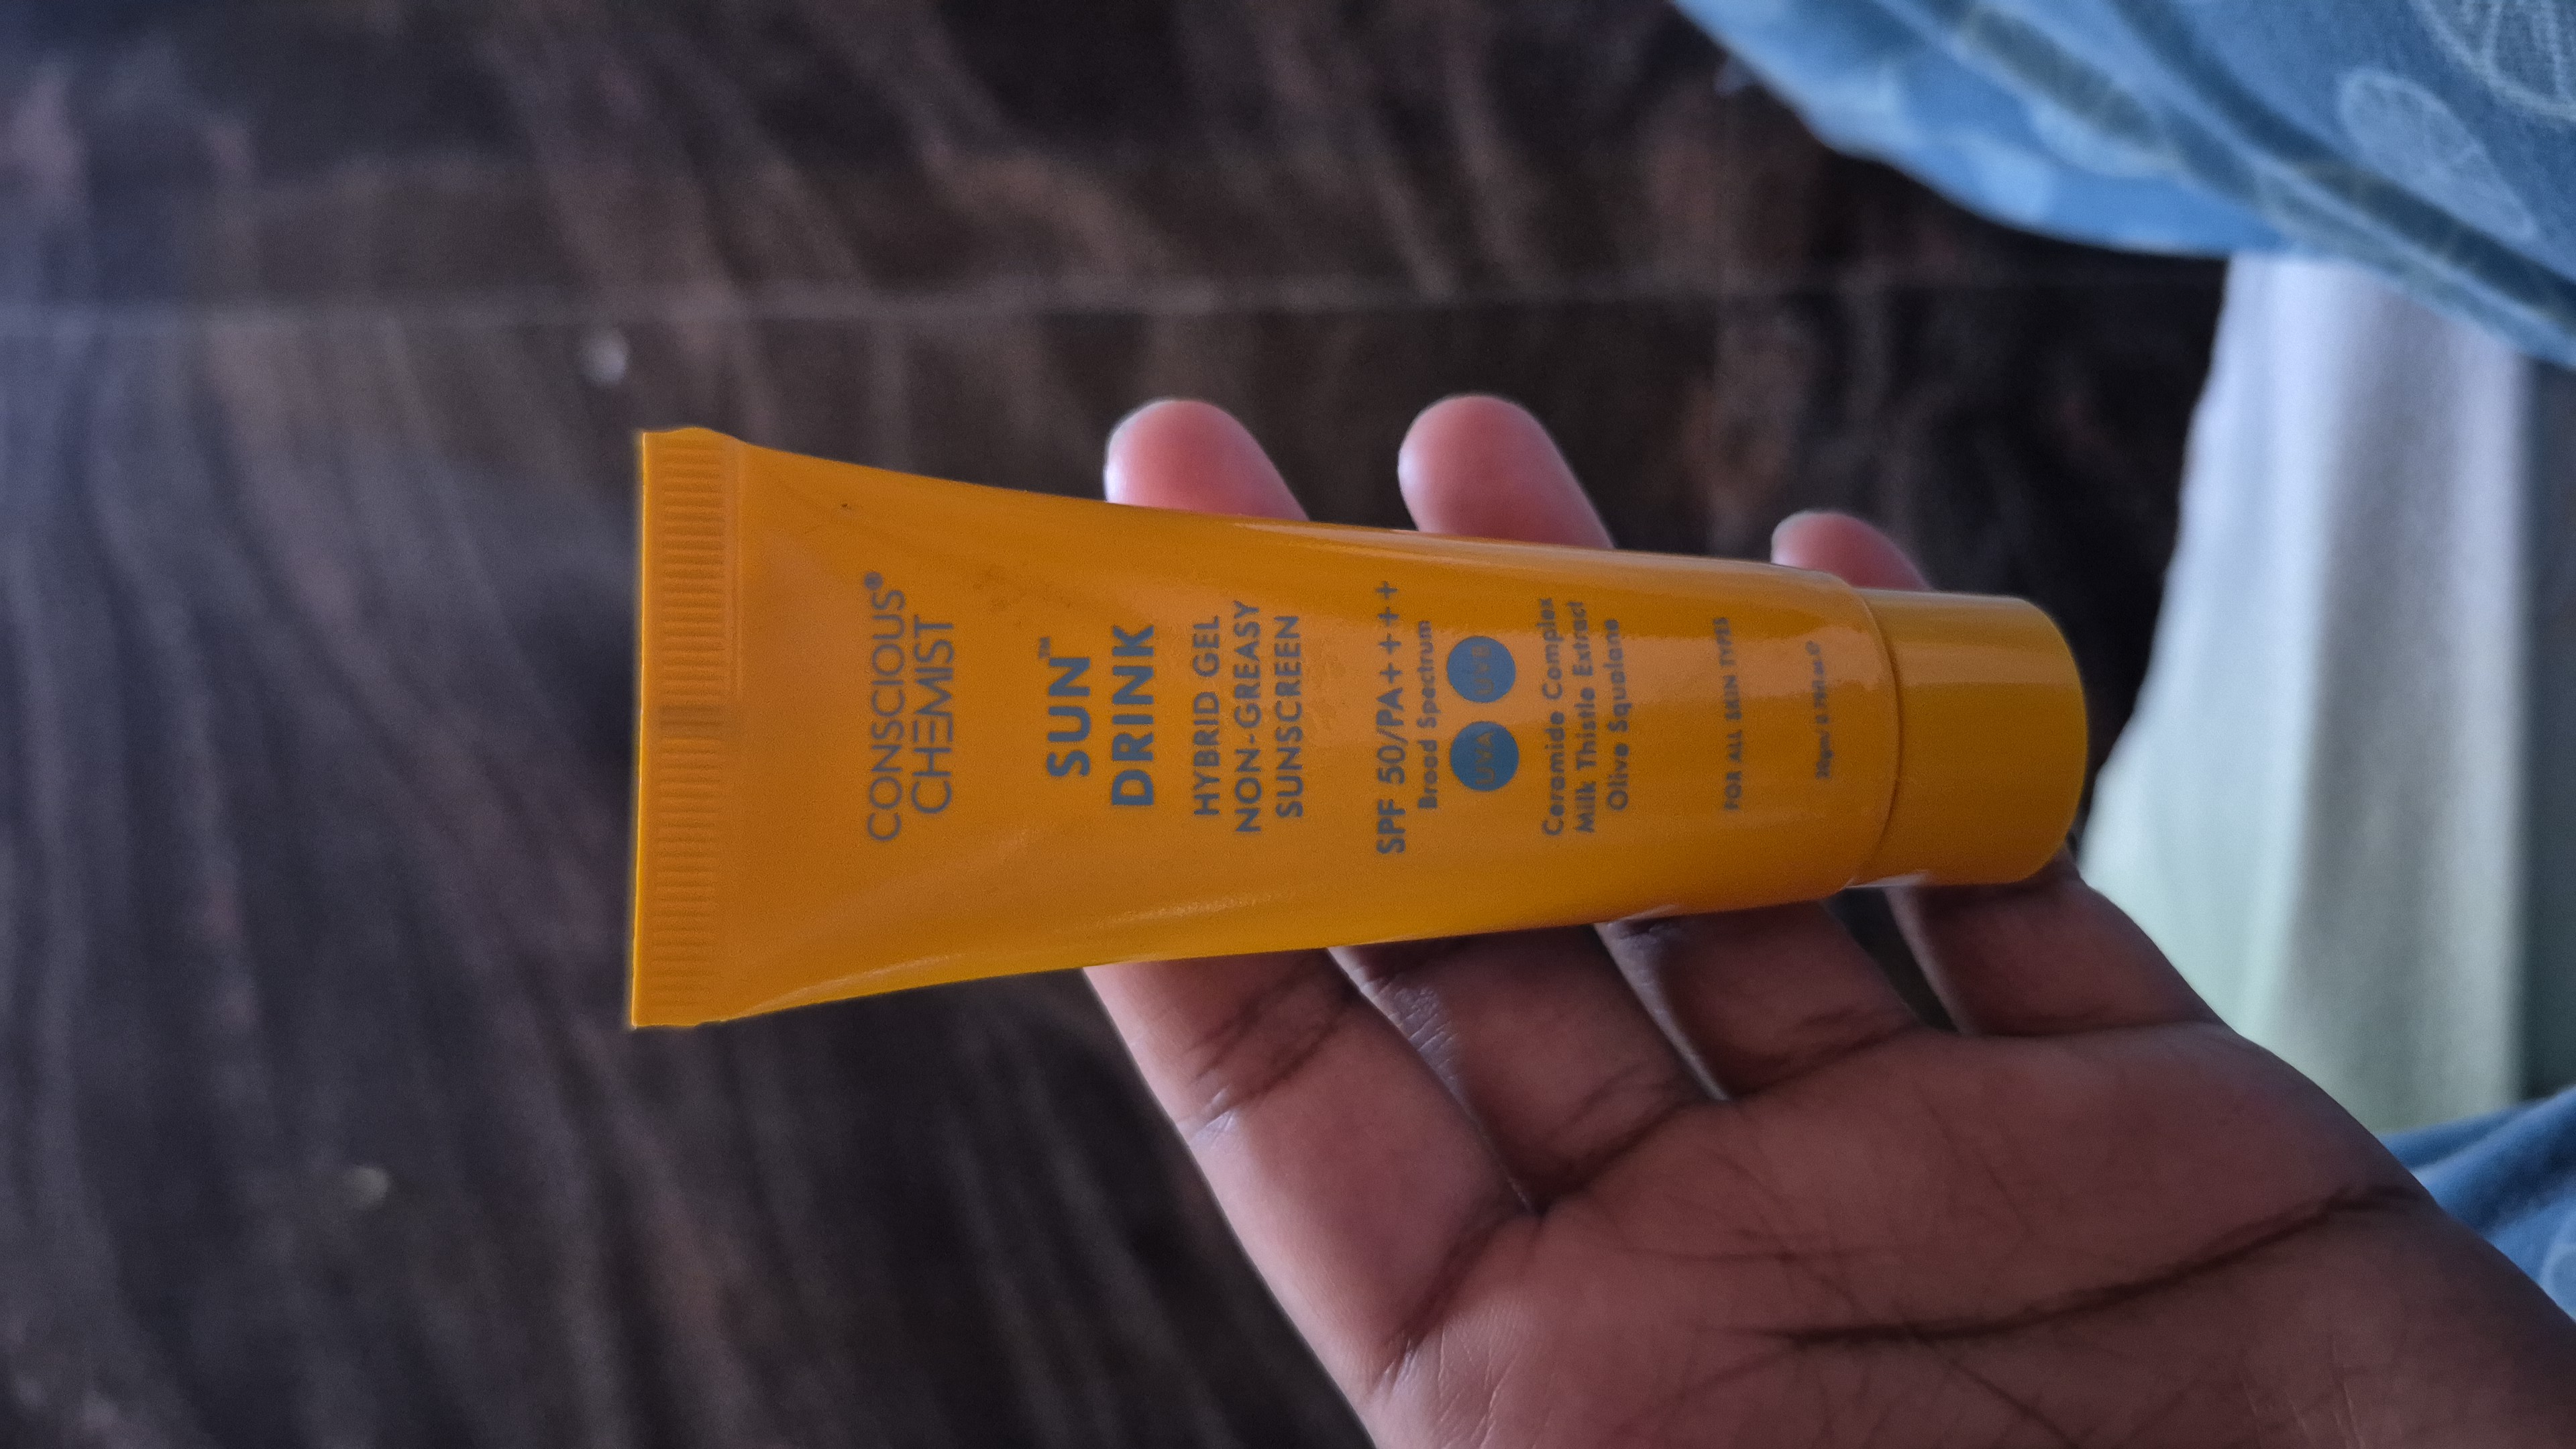 CONSCIOUS®
CHEMIST
SUN™
DRINK
HYBRID GEL
NON-GREASY
SUNSCREEN
SPF 50/PA++++
Broad Spectrum
UVA UVB
Ceramide Complex
Milk Thistle Extract
Olive Squalane
FOR ALL SKIN TYPES